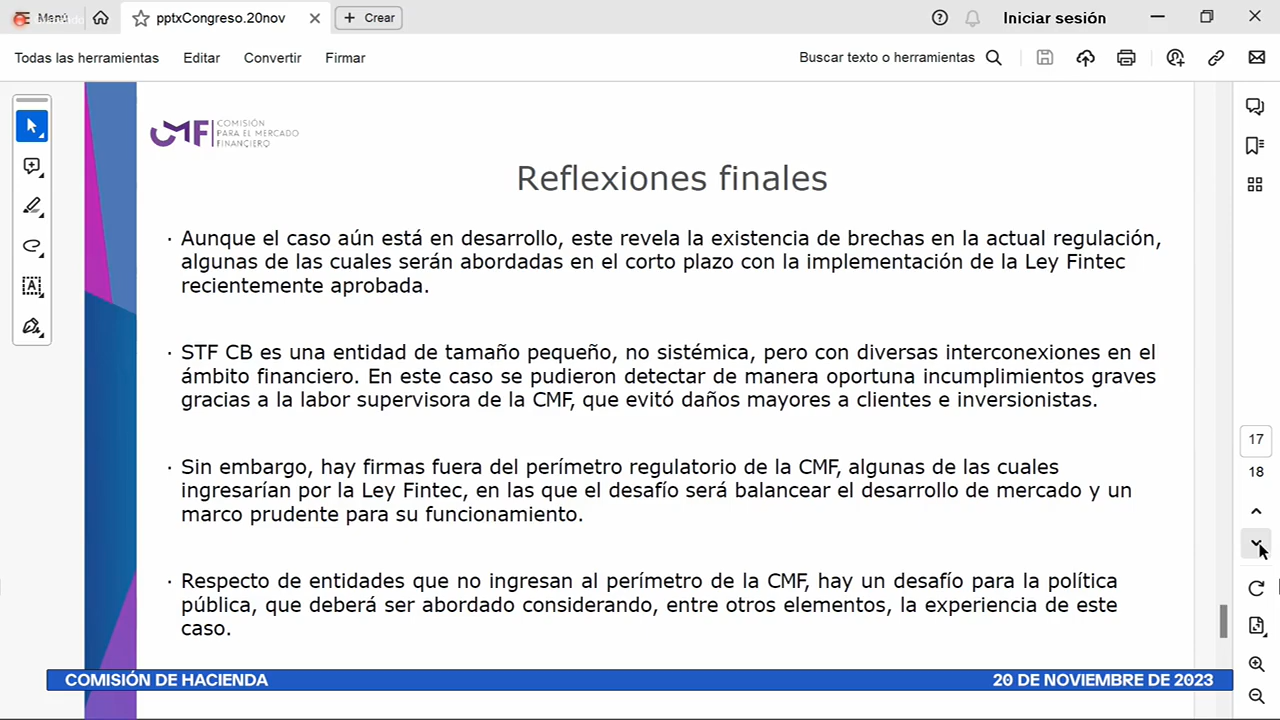 Menú
pptxCongreso.20nov
Crear
Iniciar sesión
Todas las herramientas
Editar
Convertir
Firmar
Buscar texto o herramientas
CMF
COMISIÓN
PARA EL MERCADO
FINANCIERO
Reflexiones finales
· Aunque el caso aún está en desarrollo, este revela la existencia de brechas en la actual regulación,
algunas de las cuales serán abordadas en el corto plazo con la implementación de la Ley Fintec
recientemente aprobada.
· STF CB es una entidad de tamaño pequeño, no sistémica, pero con diversas interconexiones en el
ámbito financiero. En este caso se pudieron detectar de manera oportuna incumplimientos graves
gracias a la labor supervisora de la CMF, que evitó daños mayores a clientes e inversionistas.
· Sin embargo, hay firmas fuera del perímetro regulatorio de la CMF, algunas de las cuales
ingresarían por la Ley Fintec, en las que el desafío será balancear el desarrollo de mercado y un
marco prudente para su funcionamiento.
· Respecto de entidades que no ingresan al perímetro de la CMF, hay un desafío para la política
pública, que deberá ser abordado considerando, entre otros elementos, la experiencia de este
caso.
17
18
COMISIÓN DE HACIENDA
20 DE NOVIEMBRE DE 2023